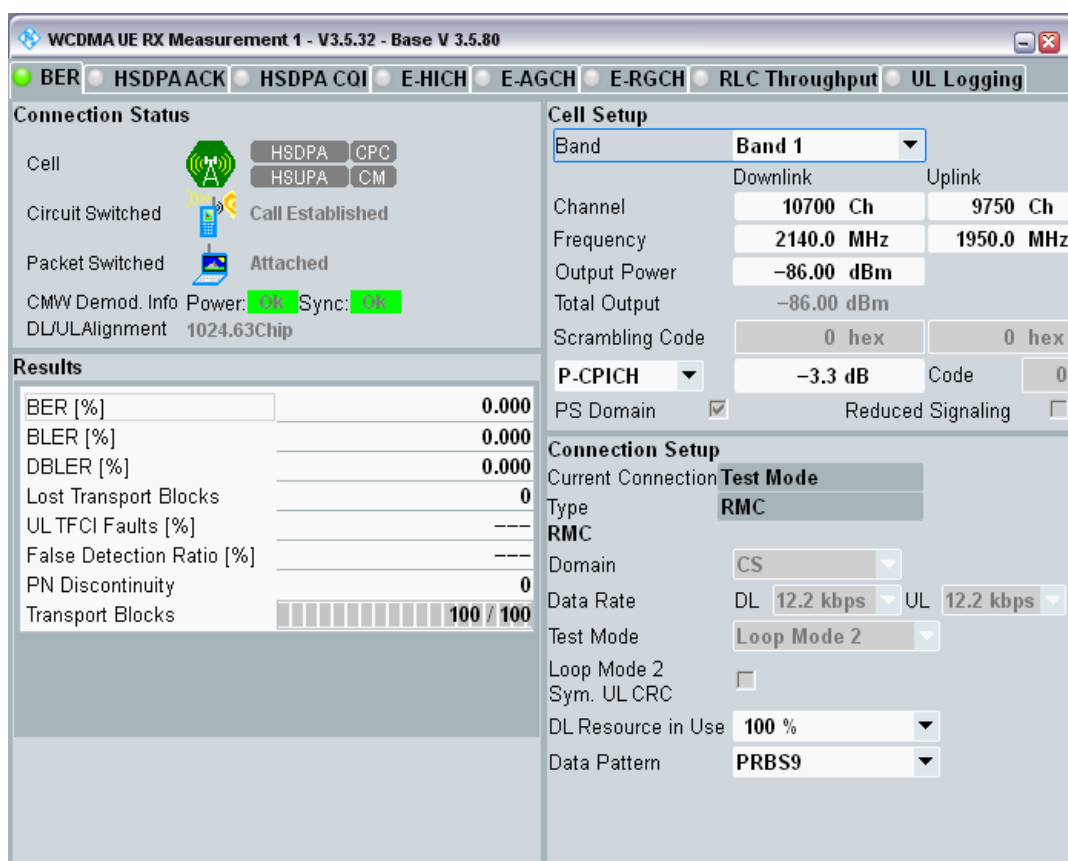 WCDMA UE RX Measurement 1 - V3.5.32 - Base V 3.5.80
BER HSDPA ACK HSDPA CQI E-HICH E-AGCH E-RGCH RLC Throughput UL Logging
Connection Status
Cell HSDPA CPC
HSUPA CM
Circuit Switched Call Established
Packet Switched Attached
CMW Demod. Info Power: Ok Sync: Ok
DL/ULAlignment 1024.63Chip
Results
BER [%] 0.000
BLER [%] 0.000
DBLER [%] 0.000
Lost Transport Blocks 0
UL TFCI Faults [%] ---
False Detection Ratio [%] ---
PN Discontinuity 0
Transport Blocks 100 / 100
Cell Setup
Band Band 1
Downlink Uplink
Channel 10700 Ch 9750 Ch
Frequency 2140.0 MHz 1950.0 MHz
Output Power −86.00 dBm
Total Output −86.00 dBm
Scrambling Code 0 hex 0 hex
P-CPICH −3.3 dB Code 0
PS Domain Reduced Signaling
Connection Setup
Current Connection Test Mode
Type RMC
RMC
Domain CS
Data Rate DL 12.2 kbps UL 12.2 kbps
Test Mode Loop Mode 2
Loop Mode 2
Sym. UL CRC
DL Resource in Use 100 %
Data Pattern PRBS9